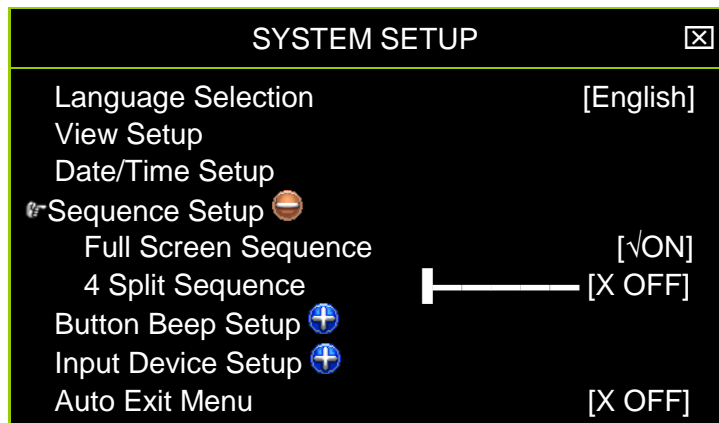 SYSTEM SETUP
Language Selection [English]
View Setup
Date/Time Setup
Sequence Setup
Full Screen Sequence [√ON]
4 Split Sequence [X OFF]
Button Beep Setup
Input Device Setup
Auto Exit Menu [X OFF]